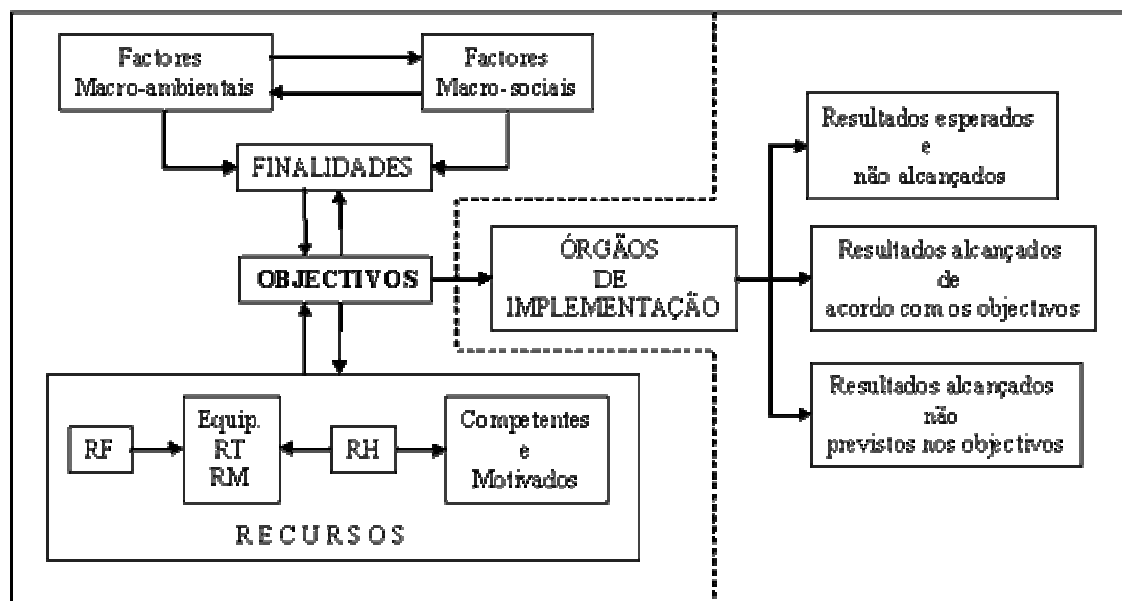 Factores
Macro-ambientais
Factores
Macro-sociais
FINALIDADES
OBJECTIVOS
ÓRGÃOS
DE
IMPLEMENTAÇÃO
Resultados esperados
e
não alcançados
Resultados alcançados
de
acordo com os objectivos
Resultados alcançados
não
previstos nos objectivos
RF
Equip.
RT
RM
RH
Competentes
e
Motivados
RECURSOS